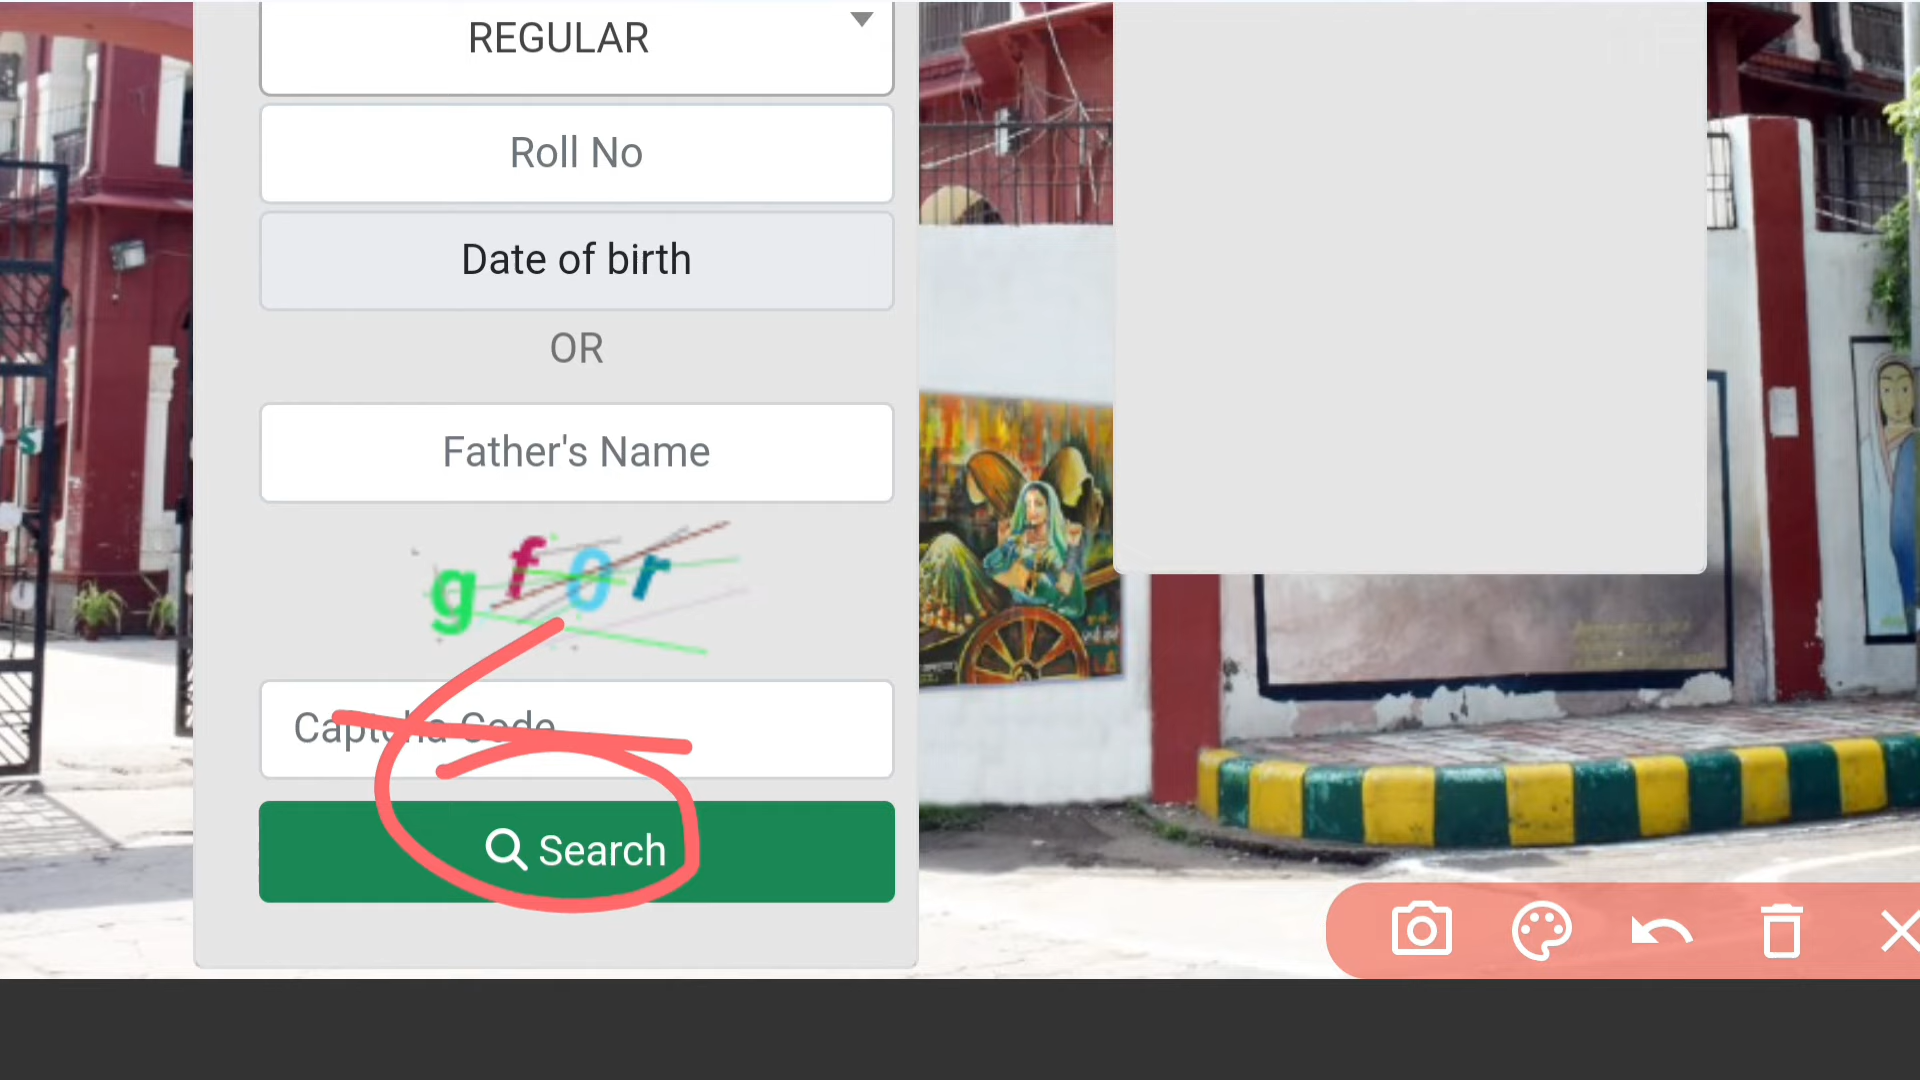 REGULAR
Roll No
Date of birth
OR
Father's Name
gf0r
Captcha Code
Search